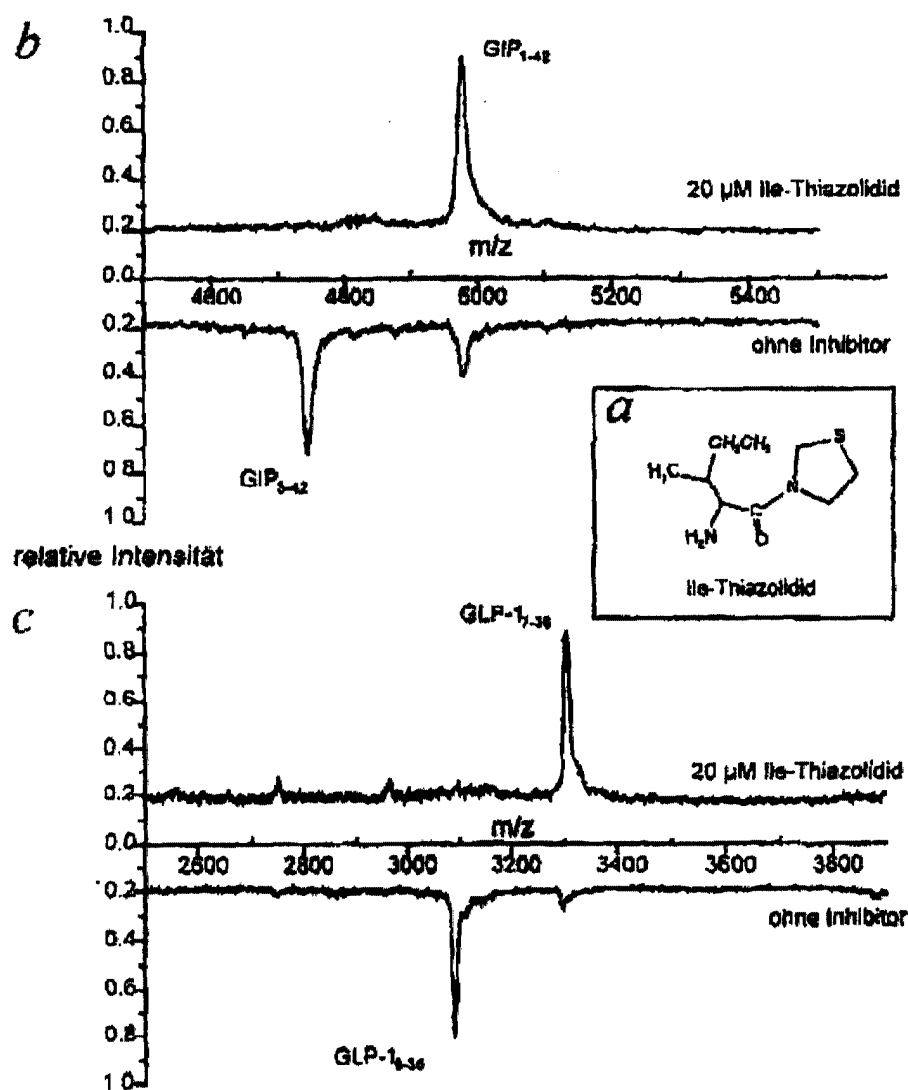 b
1.0
0.8
0.6
0.4
0.2
0.0
GIP1-42
20 µM Ile-Thiazolidid
m/z
4600 4800 5000 5200 5400
0.2
0.4
0.6
0.8
1.0
ohne Inhibitor
GIP3-42
a
CH2CH3
H3C
S
N
H2N
C
O
Ile-Thiazolidid
relative Intensität
c
1.0
0.8
0.6
0.4
0.2
0.0
GLP-17-36
20 µM Ile-Thiazolidid
m/z
2600 2800 3000 3200 3400 3600 3800
0.2
0.4
0.6
0.8
1.0
ohne Inhibitor
GLP-19-36